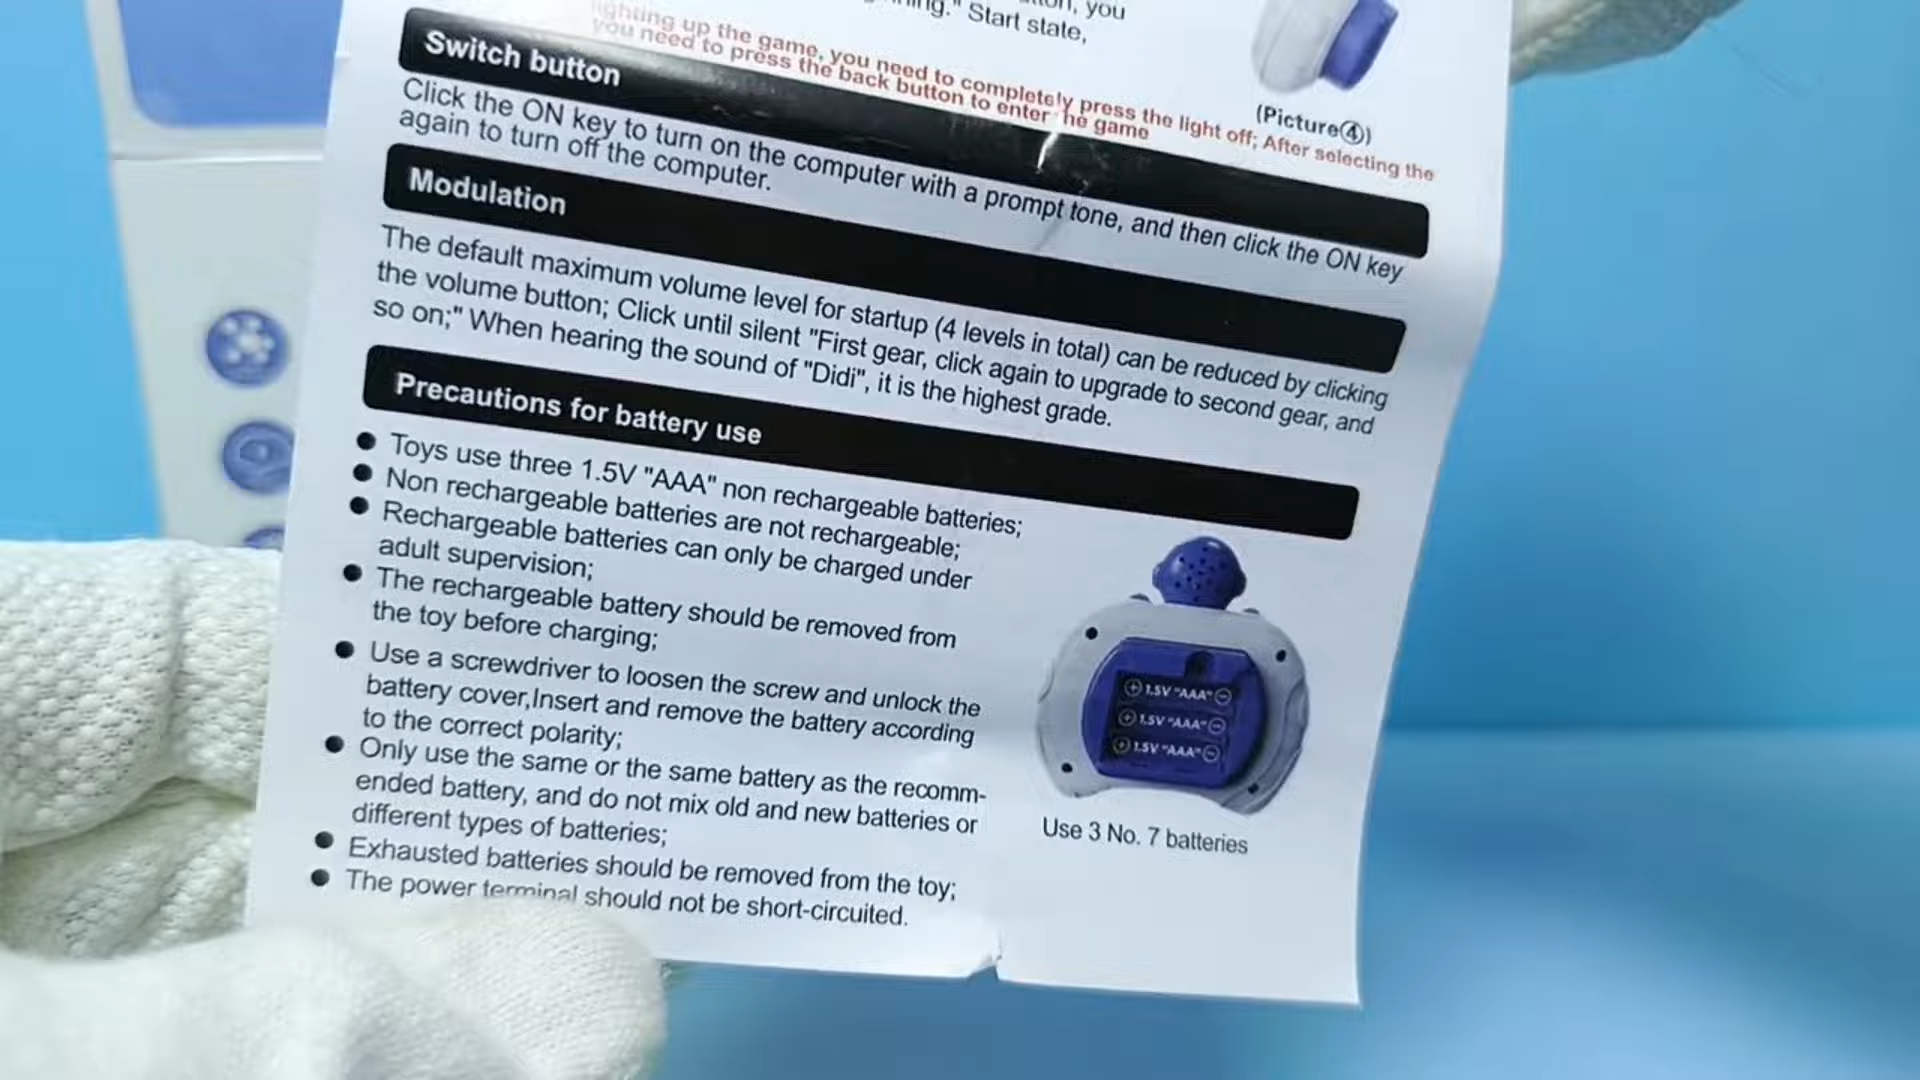 you
Start state,
(Picture④)
lighting up the game, you need to completely press the light off; After selecting the
you need to press the back button to enter he game
Switch button
Click the ON key to turn on the computer with a prompt tone, and then click the ON key
again to turn off the computer.
Modulation
The default maximum volume level for startup (4 levels in total) can be reduced by clicking
the volume button; Click until silent "First gear, click again to upgrade to second gear, and
so on;" When hearing the sound of "Didi", it is the highest grade.
Precautions for battery use
● Toys use three 1.5V "AAA" non rechargeable batteries;
● Non rechargeable batteries are not rechargeable;
● Rechargeable batteries can only be charged under
adult supervision;
● The rechargeable battery should be removed from
the toy before charging;
● Use a screwdriver to loosen the screw and unlock the
battery cover,Insert and remove the battery according
to the correct polarity;
● Only use the same or the same battery as the recomm-
ended battery, and do not mix old and new batteries or
different types of batteries;
● Exhausted batteries should be removed from the toy;
● The power terminal should not be short-circuited.
+ 1.5V "AAA" -
+ 1.5V "AAA" -
+ 1.5V "AAA" -
Use 3 No. 7 batteries